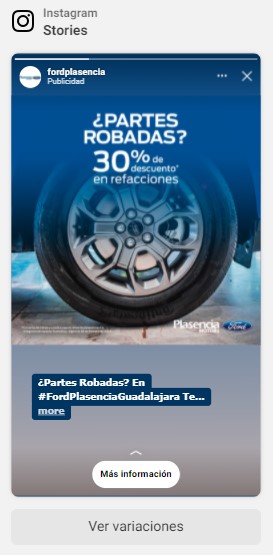 Instagram
Stories
fordplasencia
Publicidad
¿PARTES
ROBADAS?
30% de
descuento*
en refacciones
Plasencia
Ford
¿Partes Robadas? En
#FordPlasenciaGuadalajara Te...
more
Más información
Ver variaciones